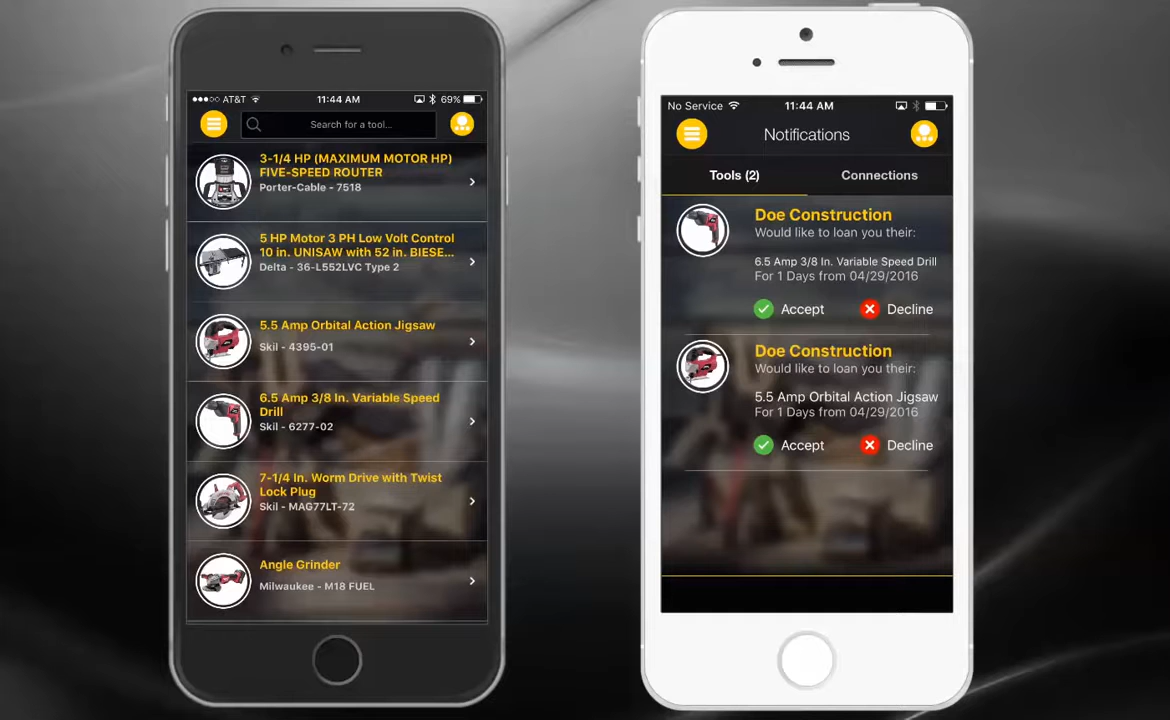 AT&T 11:44 AM 69%
Search for a tool...
3-1/4 HP (MAXIMUM MOTOR HP)
FIVE-SPEED ROUTER
Porter-Cable - 7518
5 HP Motor 3 PH Low Volt Control
10 in. UNISAW with 52 in. BIESE...
Delta - 36-L552LVC Type 2
5.5 Amp Orbital Action Jigsaw
Skil - 4395-01
6.5 Amp 3/8 In. Variable Speed
Drill
Skil - 6277-02
7-1/4 In. Worm Drive with Twist
Lock Plug
Skil - MAG77LT-72
Angle Grinder
Milwaukee - M18 FUEL
No Service 11:44 AM
Notifications
Tools (2) Connections
Doe Construction
Would like to loan you their:
6.5 Amp 3/8 In. Variable Speed Drill
For 1 Days from 04/29/2016
Accept Decline
Doe Construction
Would like to loan you their:
5.5 Amp Orbital Action Jigsaw
For 1 Days from 04/29/2016
Accept Decline